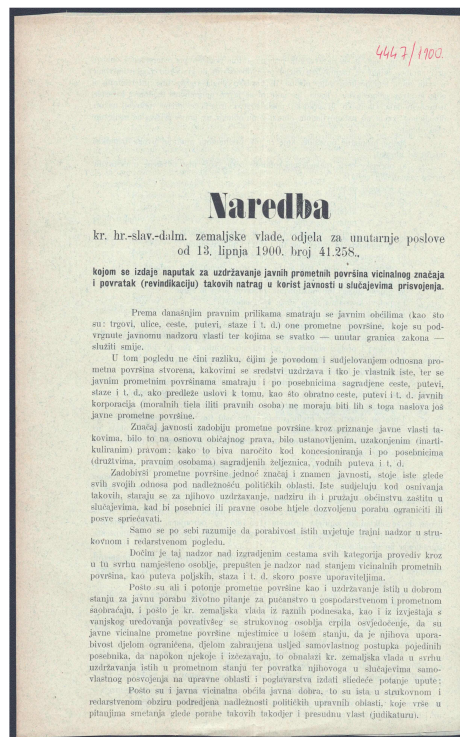 4447/1900.
Naredba
kr. hr.-slav.-dalm. zemaljske vlade, odjela za unutarnje poslove
od 13. lipnja 1900. broj 41.258.,
kojom se izdaje naputak za uzdržavanje javnih prometnih površina vicinalnog značaja
i povratak (revindikaciju) takovih natrag u korist javnosti u slučajevima prisvojenja.
Prema današnjim pravnim prilikama smatraju se javnim občilima (kao što
su: trgovi, ulice, ceste, putevi, staze i t. d.) one prometne površine, koje su pod-
vrgnute javnomu nadzoru vlasti ter kojima se svatko — unutar granica zakona —
služiti smije.
U tom pogledu ne čini razliku, čijim je povodom i sudjelovanjem odnosna pro-
metna površina stvorena, kakovimi se sredstvi uzdržava i tko je vlastnik iste, ter se
javnim prometnim površinama smatraju i po posebnicima sagradjene ceste, putevi,
staze i t. d., ako predleže uslovi k tomu, kao što obratno ceste, putevi i t. d. javnih
korporacija (moralnih tiela iliti pravnih osoba) ne moraju biti lih s toga naslova još
javne prometne površine.
Značaj javnosti zadobiju prometne površine kroz priznanje javne vlasti ta-
kovima, bilo to na osnovu običajnog prava, bilo ustanovljenim, uzakonjenim (inarti-
kuliranim) pravom: kako to biva naročito kod koncesioniranja i po posebnicima
(družtvima, pravnim osobama) sagradjenih željeznica, vodnih puteva i t. d.
Zadobivši prometne površine jednoć značaj i znamen javnosti, stoje iste glede
svih svojih odnosa pod nadležnošću političkih oblasti. Iste sudjeluju kod osnivanja
takovih, staraju se za njihovo uzdržavanje, nadziru ih i pružaju obćinstvu zaštitu u
slučajevima, kad bi posebnici ili pravne osobe htjele dozvoljenu porabu ograničiti ili
posve spriečavati.
Samo se po sebi razumije da porabivost istih uvjetuje trajni nadzor u stru-
kovnom i redarstvenom pogledu.
Dočim je taj nadzor nad izgradjenim cestama svih kategorija provediv kroz
u tu svrhu namješteno osoblje, prepušten je nadzor nad stanjem vicinalnih prometnih
površina, kao puteva poljskih, staza i t. d. skoro posve uporaviteljima.
Pošto su ali i potonje prometne površine kao i uzdržavanje istih u dobrom
stanju za javnu porabu životno pitanje za pučanstvo u gospodarstvenom i prometnom
saobraćaju, i pošto je kr. zemaljska vlada iz raznih podnesaka, kao i iz izvještaja s
vanjskog uredovanja povrativšeg se strukovnog osoblja crpila osvjedočenje, da su
javne vicinalne prometne površine mjestimice u lošem stanju, da je njihova upora-
bivost djelom ograničena, djelom zabranjena usljed samovlastnog postupka pojedinih
posebnika, da napokon ujekoje i izčezavaju, to obnalazi kr. zemaljska vlada u svrhu
uzdržavanja istih u prometnom stanju ter povratka njihovoga u slučajevima samo-
vlastnog posvojenja na upravne oblasti i poglavarstva izdati sliedeće potanje upute:
Pošto su i javna vicinalna občila javna dobra, to su ista u strukovnom i
redarstvenom obziru podredjena nadležnosti političkih upravnih oblasti, koje vrše u
pitanjima smetanja glede porabe takovih takodjer i presudnu vlast (judikaturu).